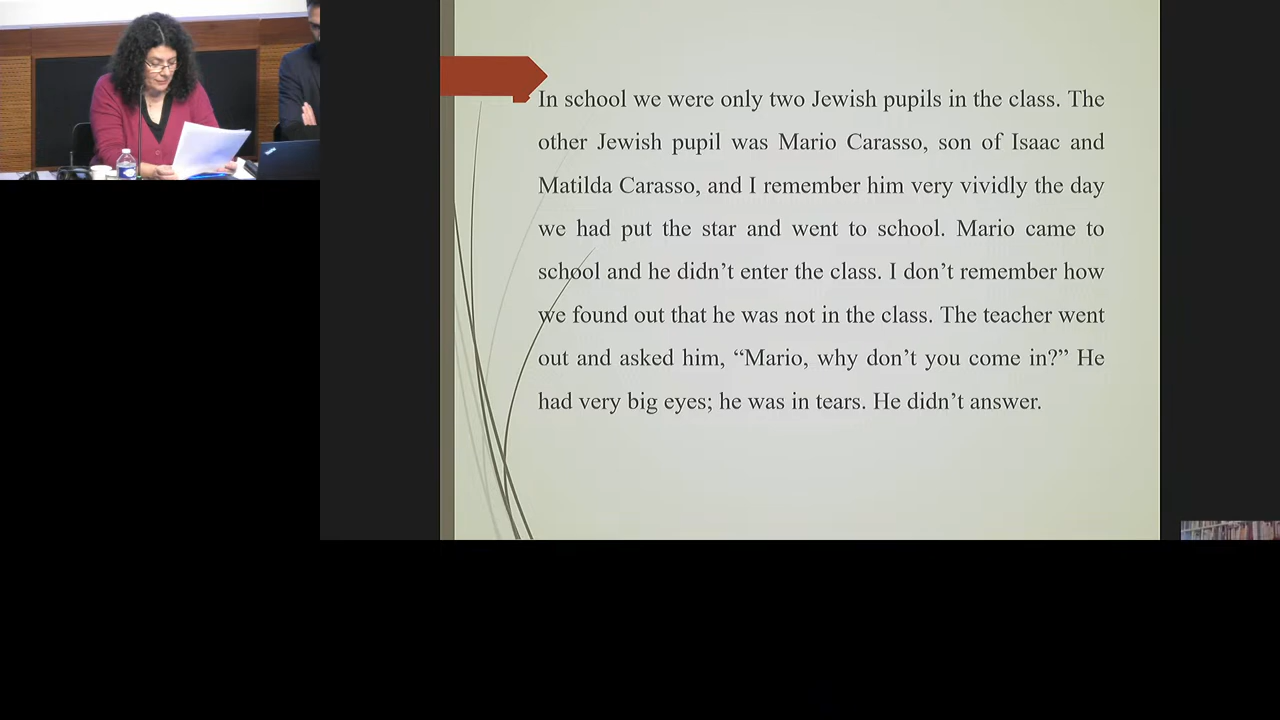 In school we were only two Jewish pupils in the class. The
other Jewish pupil was Mario Carasso, son of Isaac and
Matilda Carasso, and I remember him very vividly the day
we had put the star and went to school. Mario came to
school and he didn’t enter the class. I don’t remember how
we found out that he was not in the class. The teacher went
out and asked him, “Mario, why don’t you come in?” He
had very big eyes; he was in tears. He didn’t answer.